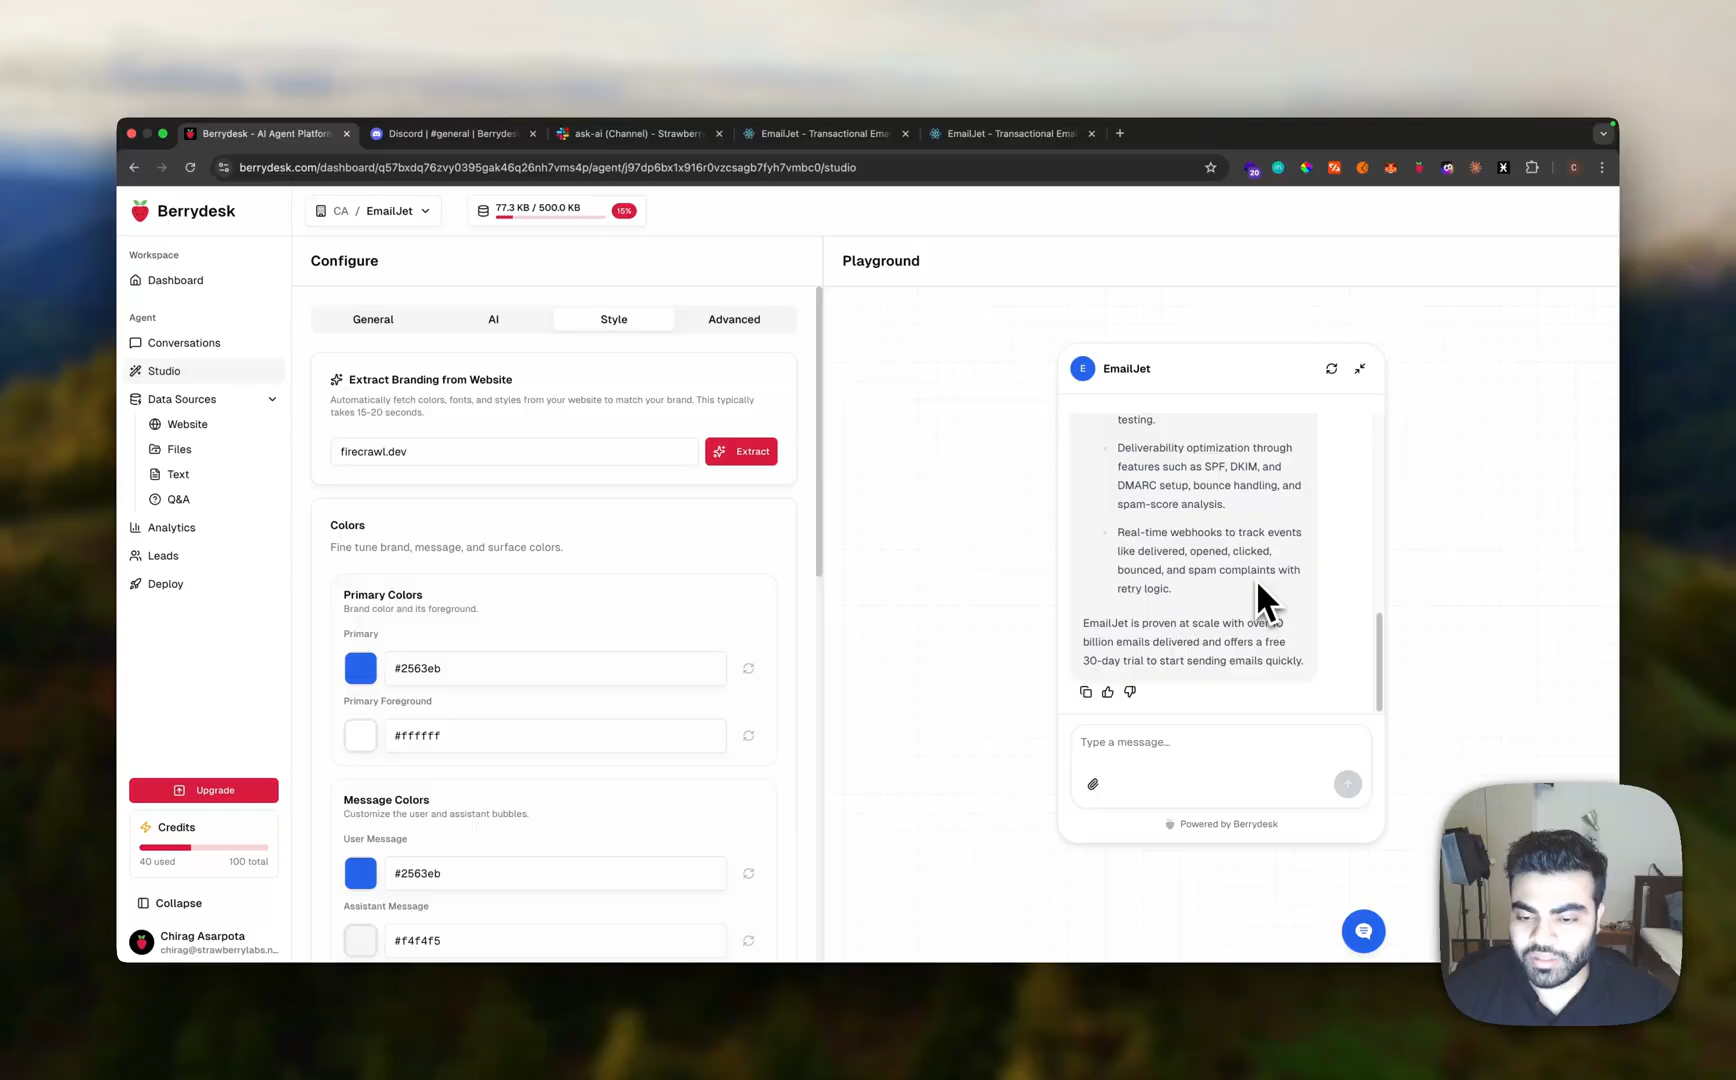 Berrydesk - AI Agent Platform
Discord | #general | Berrydes
ask-ai (Channel) - Strawberry
EmailJet - Transactional Ema
EmailJet - Transactional Ema
berrydesk.com/dashboard/q57bxdq76zvy0395gak46q26nh7vms4p/agent/j97dp6bx1x916r0vzcsagb7fyh7vmbc0/studio
20
C
Berrydesk
CA / EmailJet
77.3 KB / 500.0 KB
15%
Workspace
Dashboard
Agent
Conversations
Studio
Data Sources
Website
Files
Text
Q&A
Analytics
Leads
Deploy
Upgrade
Credits
40 used
100 total
Collapse
Chirag Asarpota
chirag@strawberrylabs.n...
Configure
General
AI
Style
Advanced
Extract Branding from Website
Automatically fetch colors, fonts, and styles from your website to match your brand. This typically
takes 15-20 seconds.
firecrawl.dev
Extract
Colors
Fine tune brand, message, and surface colors.
Primary Colors
Brand color and its foreground.
Primary
#2563eb
Primary Foreground
#ffffff
Message Colors
Customize the user and assistant bubbles.
User Message
#2563eb
Assistant Message
#f4f4f5
Playground
E
EmailJet
testing.
Deliverability optimization through
features such as SPF, DKIM, and
DMARC setup, bounce handling, and
spam-score analysis.
Real-time webhooks to track events
like delivered, opened, clicked,
bounced, and spam complaints with
retry logic.
EmailJet is proven at scale with over
billion emails delivered and offers a free
30-day trial to start sending emails quickly.
Type a message...
Powered by Berrydesk